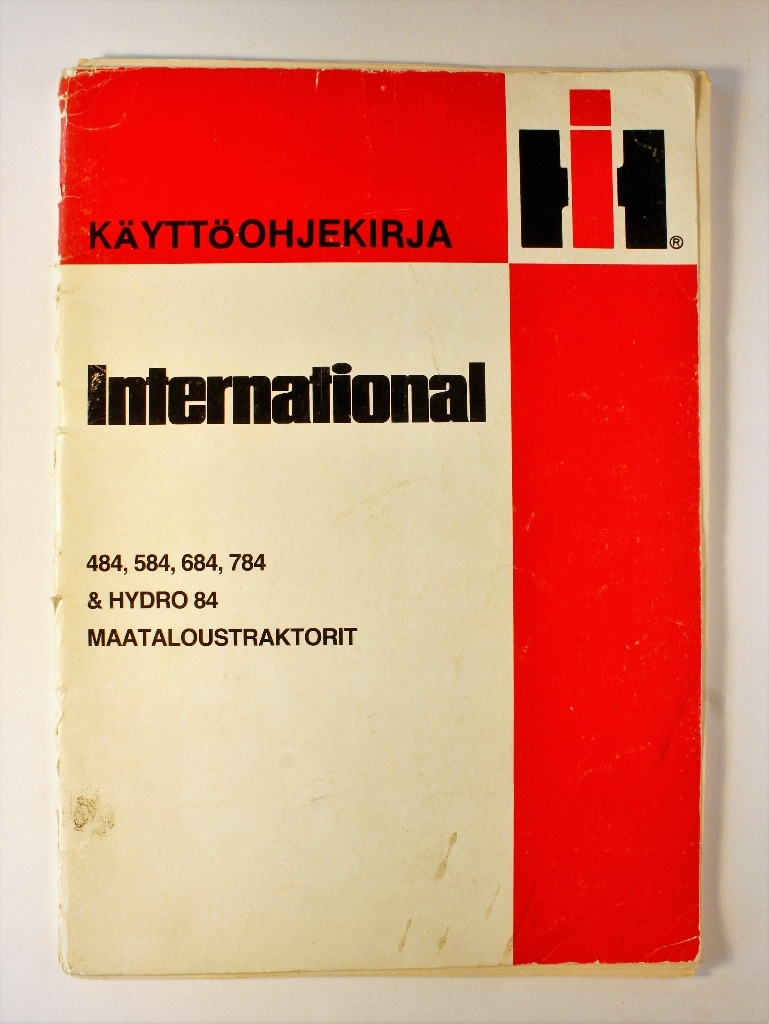 KÄYTTÖOHJEKIRJA
IH®
International
484, 584, 684, 784
& HYDRO 84
MAATALOUSTRAKTORIT